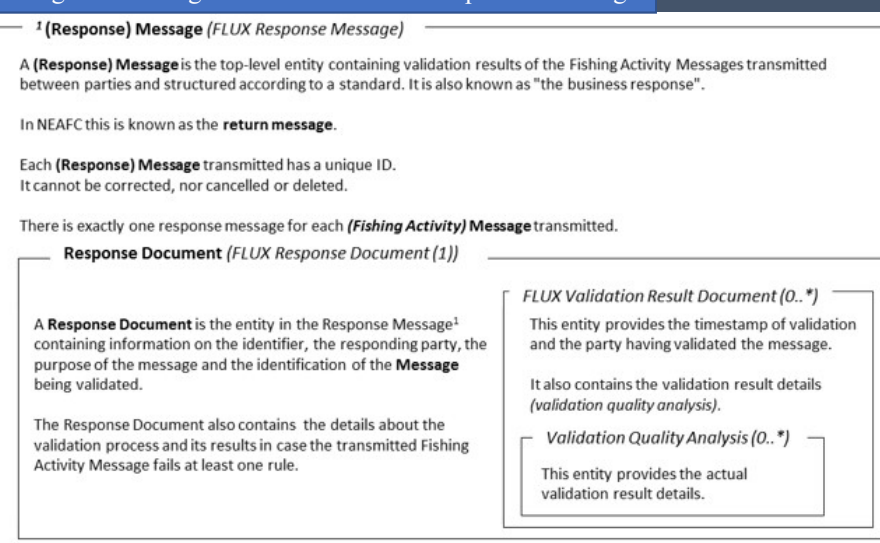 ¹ (Response) Message (FLUX Response Message)
A (Response) Message is the top-level entity containing validation results of the Fishing Activity Messages transmitted
between parties and structured according to a standard. It is also known as "the business response".
In NEAFC this is known as the return message.
Each (Response) Message transmitted has a unique ID.
It cannot be corrected, nor cancelled or deleted.
There is exactly one response message for each (Fishing Activity) Message transmitted.
Response Document (FLUX Response Document (1))
A Response Document is the entity in the Response Message¹
containing information on the identifier, the responding party, the
purpose of the message and the identification of the Message
being validated.
The Response Document also contains the details about the
validation process and its results in case the transmitted Fishing
Activity Message fails at least one rule.
FLUX Validation Result Document (0..*)
This entity provides the timestamp of validation
and the party having validated the message.
It also contains the validation result details
(validation quality analysis).
Validation Quality Analysis (0..*)
This entity provides the actual
validation result details.